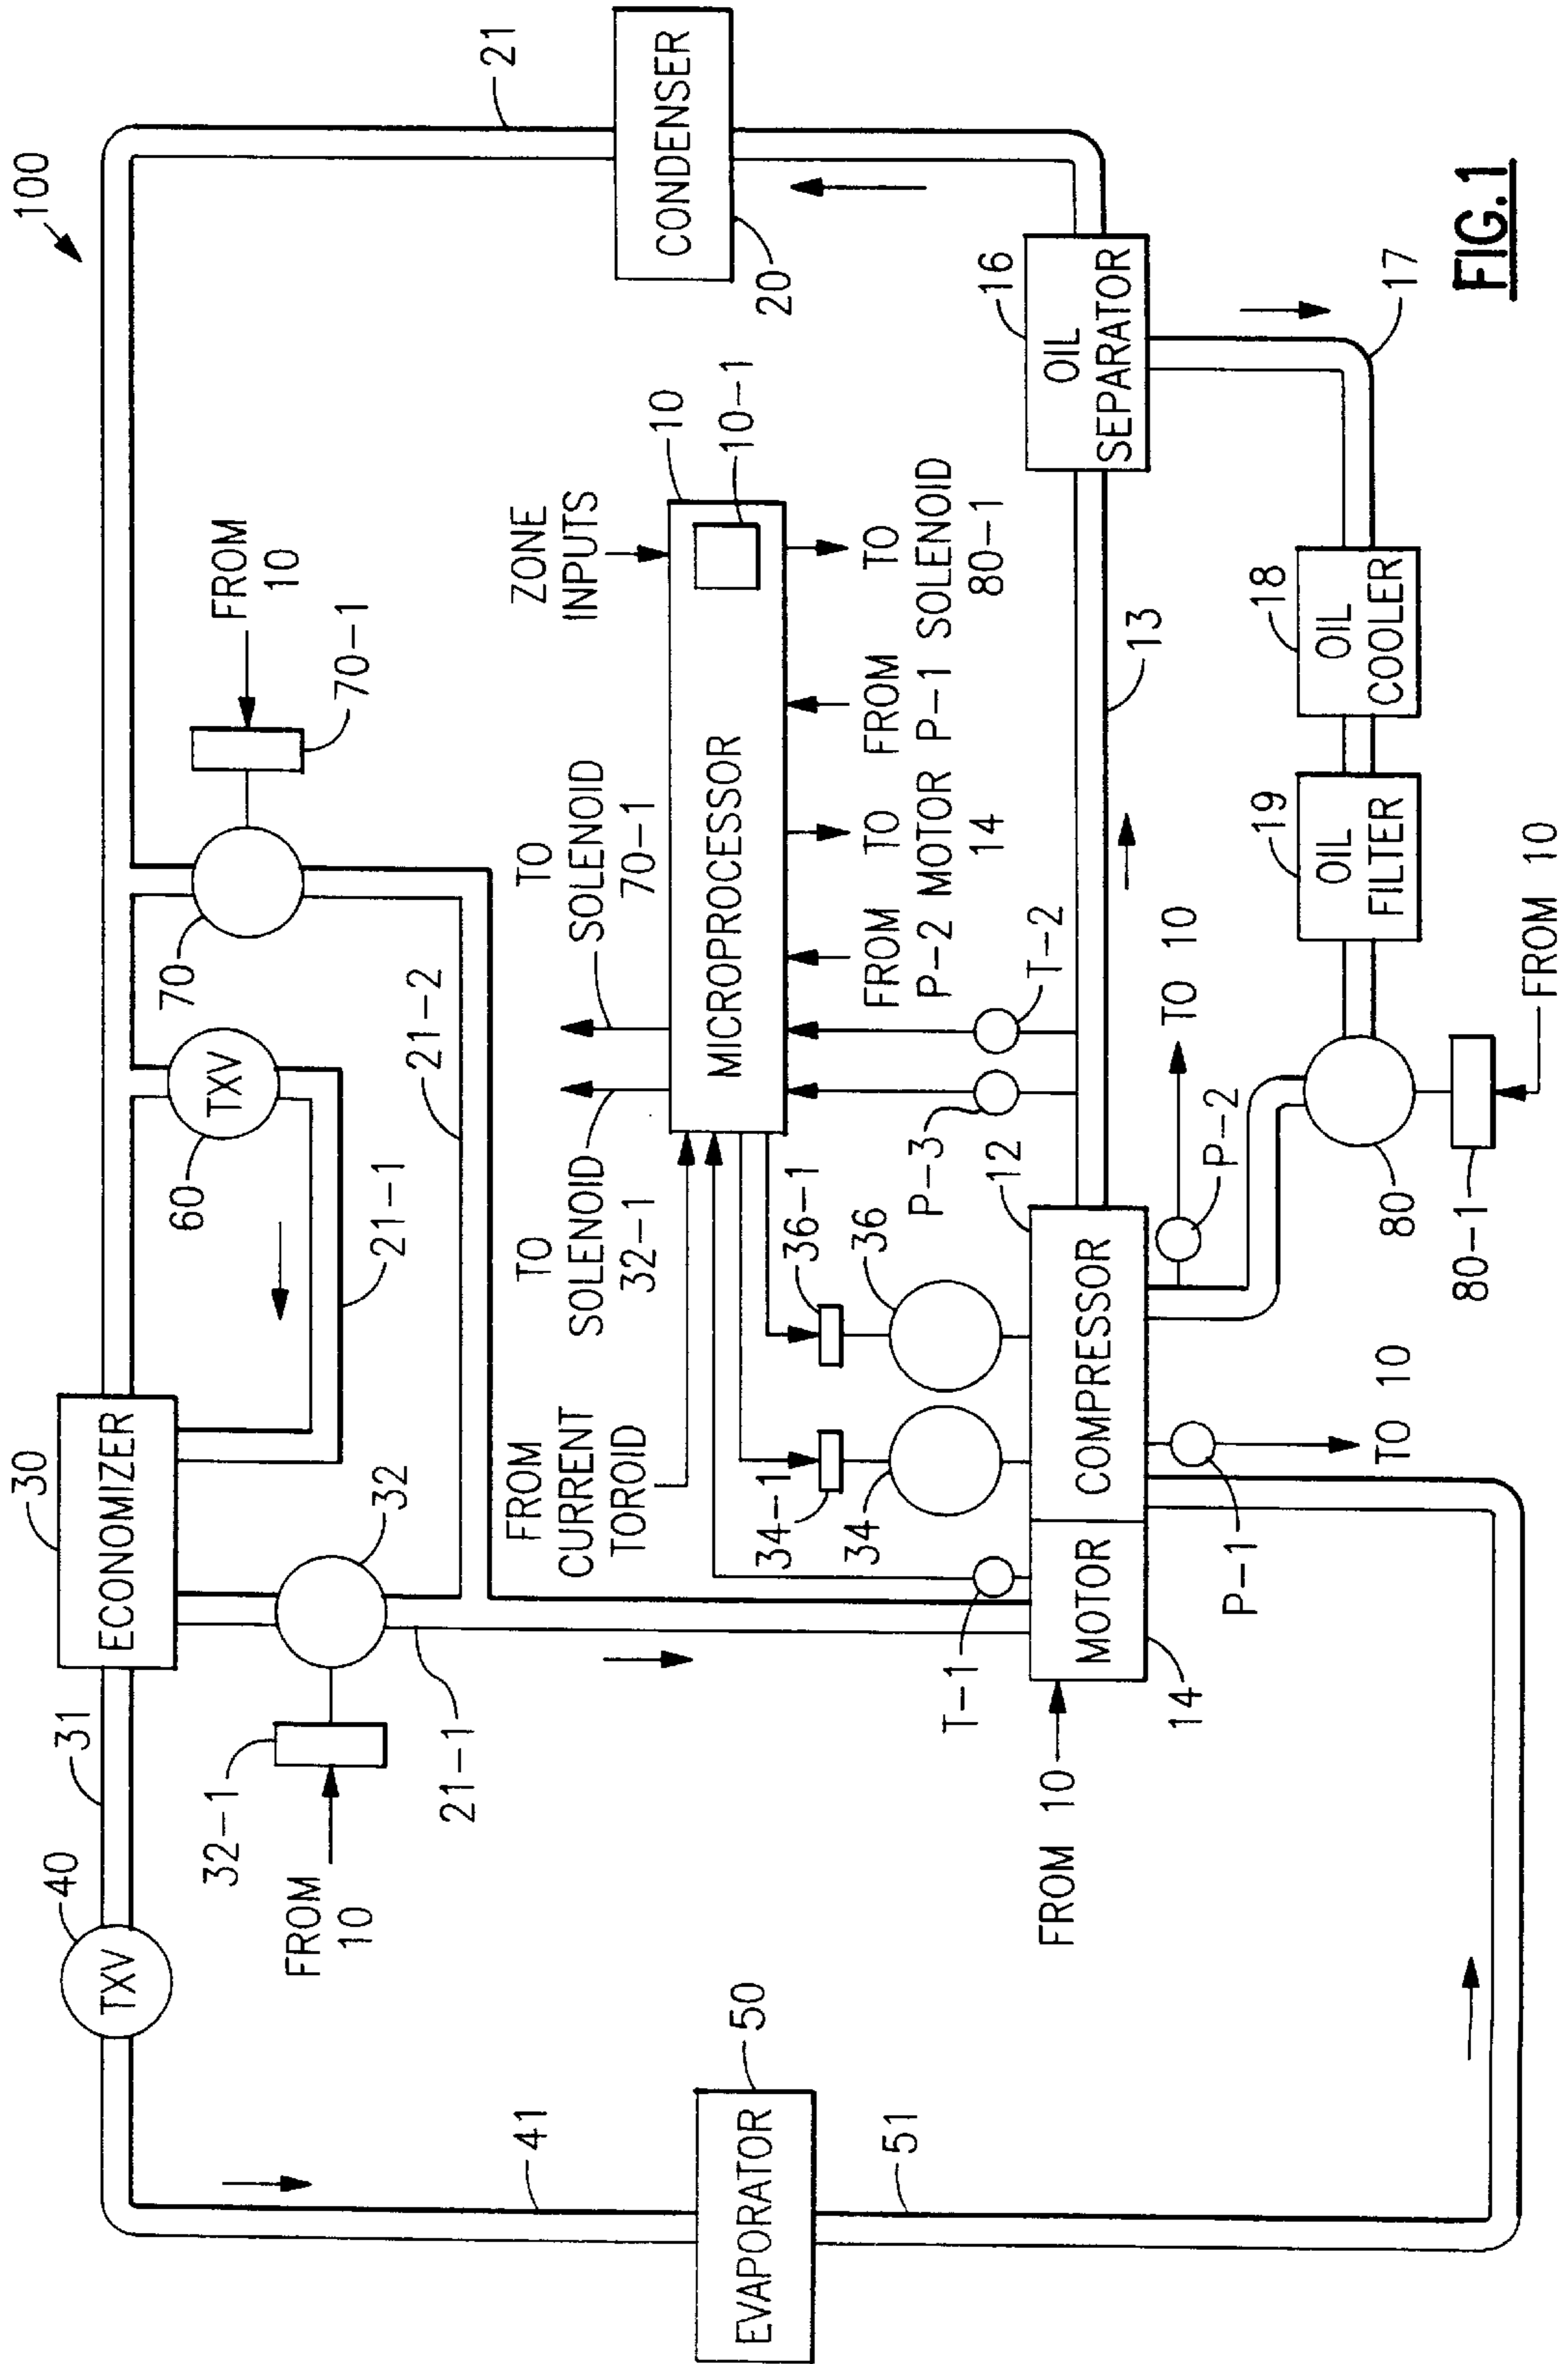 100
21
CONDENSER
20
FROM
10
70-1
70
TXV
60
21-1
21-2
30
ECONOMIZER
32
32-1
FROM
10
21-1
31
40
TXV
41
50
EVAPORATOR
51
ZONE
INPUTS
10
10-1
MICROPROCESSOR
TO
SOLENOID
70-1
TO
SOLENOID
32-1
FROM
CURRENT
TOROID
FROM
P-2
TO
MOTOR
14
FROM
P-1
TO
SOLENOID
80-1
34-1
34
36-1
36
P-3
T-2
T-1
12
COMPRESSOR
MOTOR
14
FROM 10
P-1
TO 10
P-2
TO 10
13
16
OIL
SEPARATOR
17
18
OIL
COOLER
19
OIL
FILTER
80
80-1
FROM 10
FIG.1